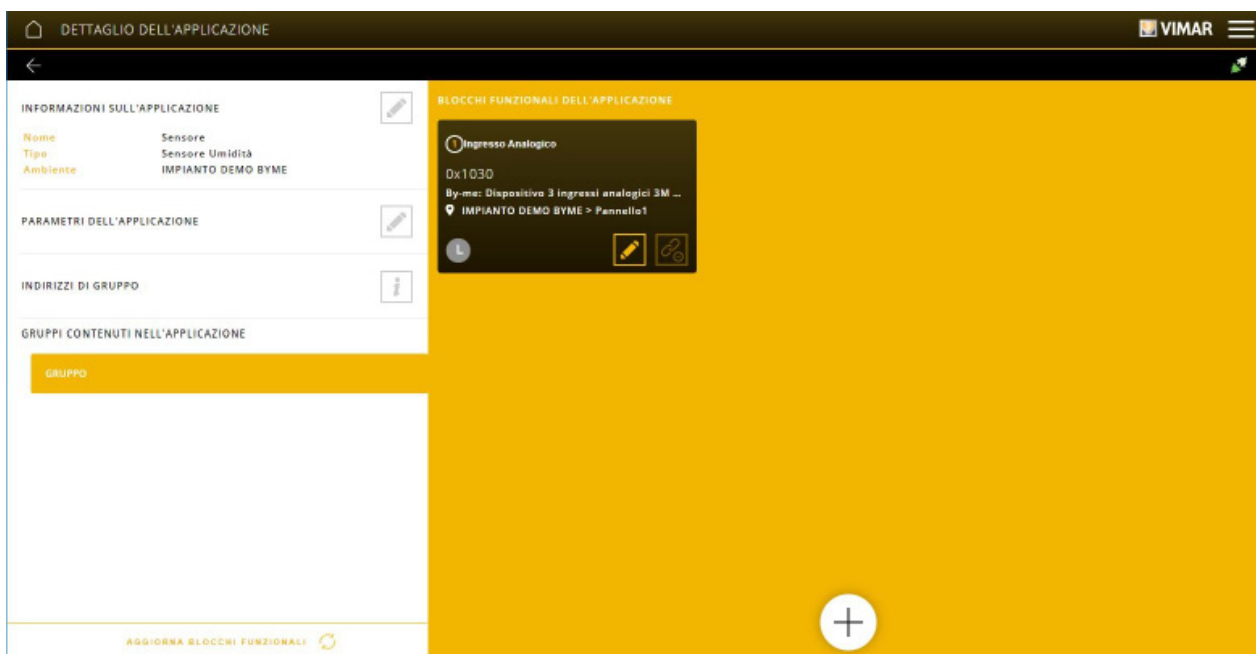 DETTAGLIO DELL'APPLICAZIONE
VIMAR
INFORMAZIONI SULL'APPLICAZIONE
Nome Sensore
Tipo Sensore Umidità
Ambiente IMPIANTO DEMO BYME
PARAMETRI DELL'APPLICAZIONE
INDIRIZZI DI GRUPPO
GRUPPI CONTENUTI NELL'APPLICAZIONE
GRUPPO
AGGIORNA BLOCCHI FUNZIONALI
BLOCCHI FUNZIONALI DELL'APPLICAZIONE
1 Ingresso Analogico
0x1030
By-me: Dispositivo 3 ingressi analogici 3M ...
IMPIANTO DEMO BYME > Pannello1
L